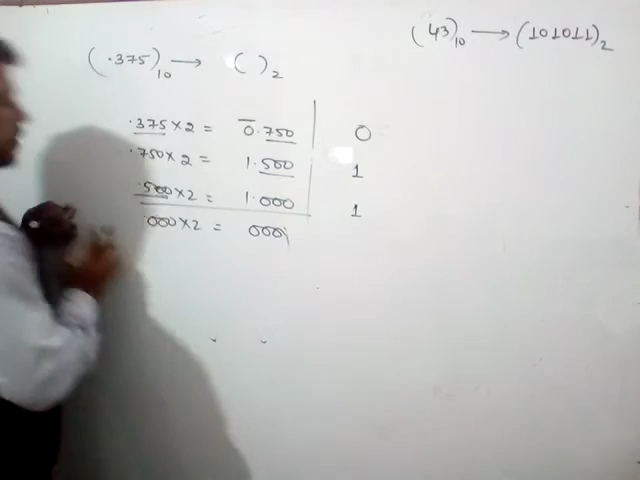 (43)10 → (101011)2
(.375)10 → ( )2
.375 × 2 = 0.750 0
.750 × 2 = 1.500 1
.500 × 2 = 1.000 1
.000 × 2 = 000